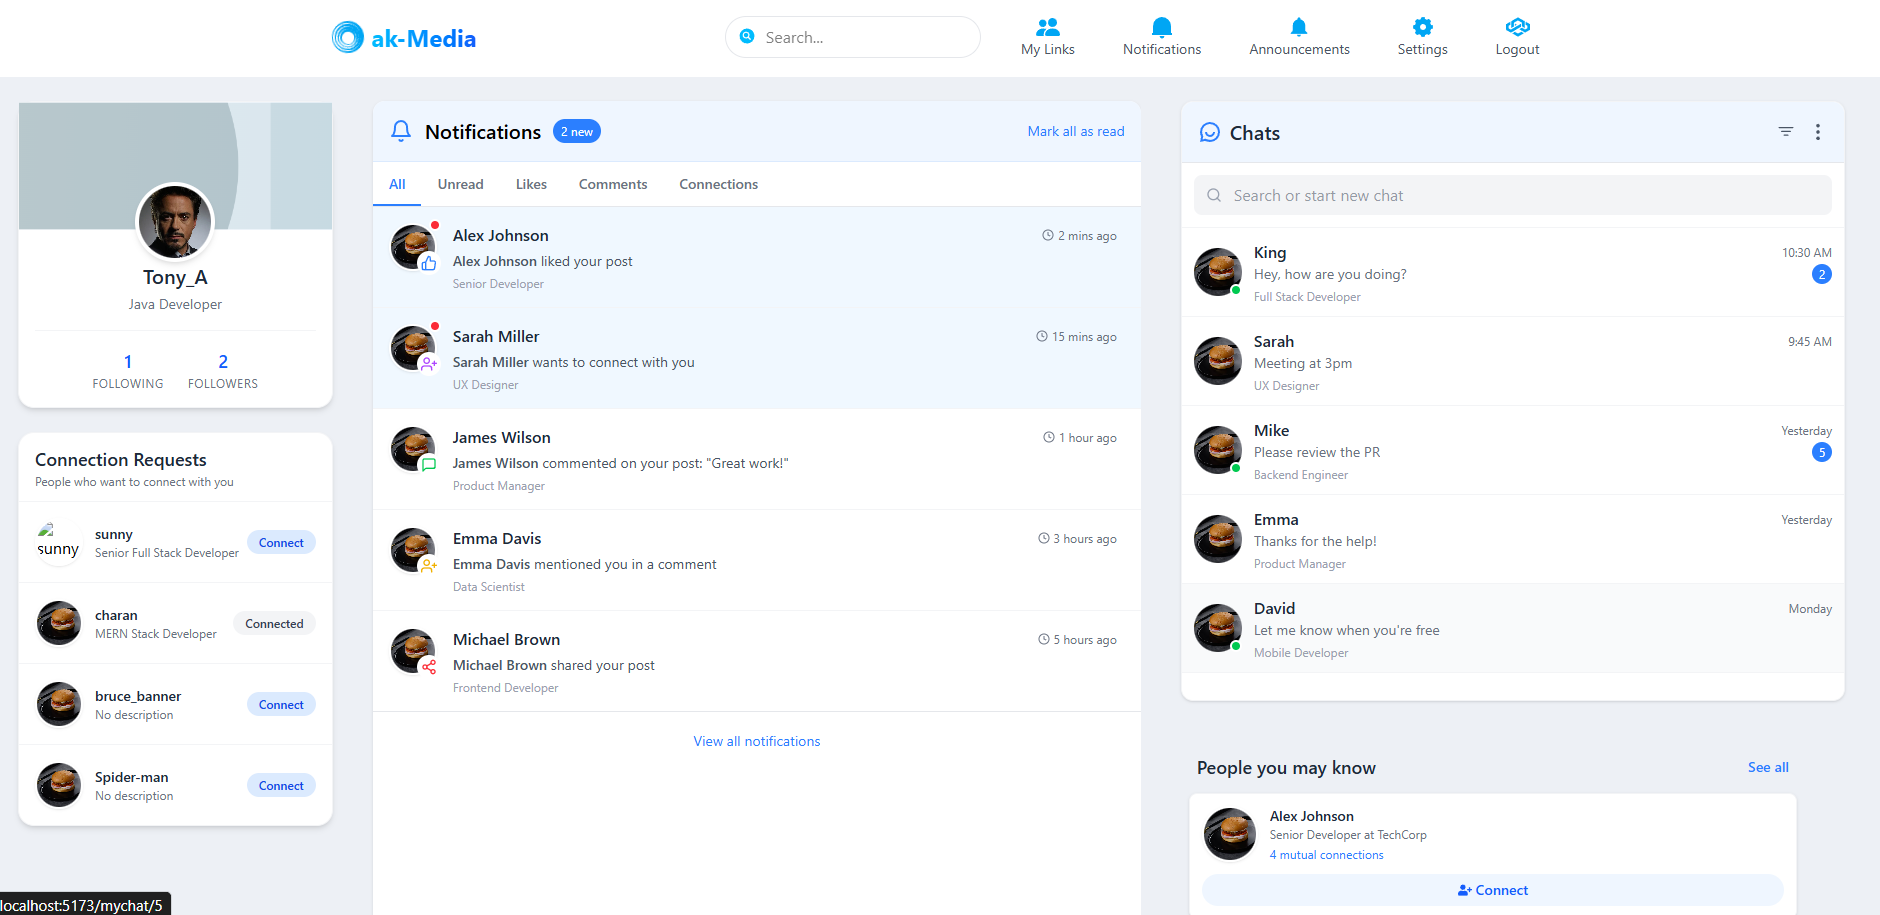 ak-Media
Search...
My Links
Notifications
Announcements
Settings
Logout
Tony_A
Java Developer
1
FOLLOWING
2
FOLLOWERS
Connection Requests
People who want to connect with you
sunny
sunny
Senior Full Stack Developer
Connect
charan
MERN Stack Developer
Connected
bruce_banner
No description
Connect
Spider-man
No description
Connect
Notifications
2 new
Mark all as read
All
Unread
Likes
Comments
Connections
Alex Johnson
2 mins ago
Alex Johnson liked your post
Senior Developer
Sarah Miller
15 mins ago
Sarah Miller wants to connect with you
UX Designer
James Wilson
1 hour ago
James Wilson commented on your post: "Great work!"
Product Manager
Emma Davis
3 hours ago
Emma Davis mentioned you in a comment
Data Scientist
Michael Brown
5 hours ago
Michael Brown shared your post
Frontend Developer
View all notifications
Chats
Search or start new chat
King
10:30 AM
Hey, how are you doing?
2
Full Stack Developer
Sarah
9:45 AM
Meeting at 3pm
UX Designer
Mike
Yesterday
Please review the PR
5
Backend Engineer
Emma
Yesterday
Thanks for the help!
Product Manager
David
Monday
Let me know when you're free
Mobile Developer
People you may know
See all
Alex Johnson
Senior Developer at TechCorp
4 mutual connections
Connect
localhost:5173/mychat/5